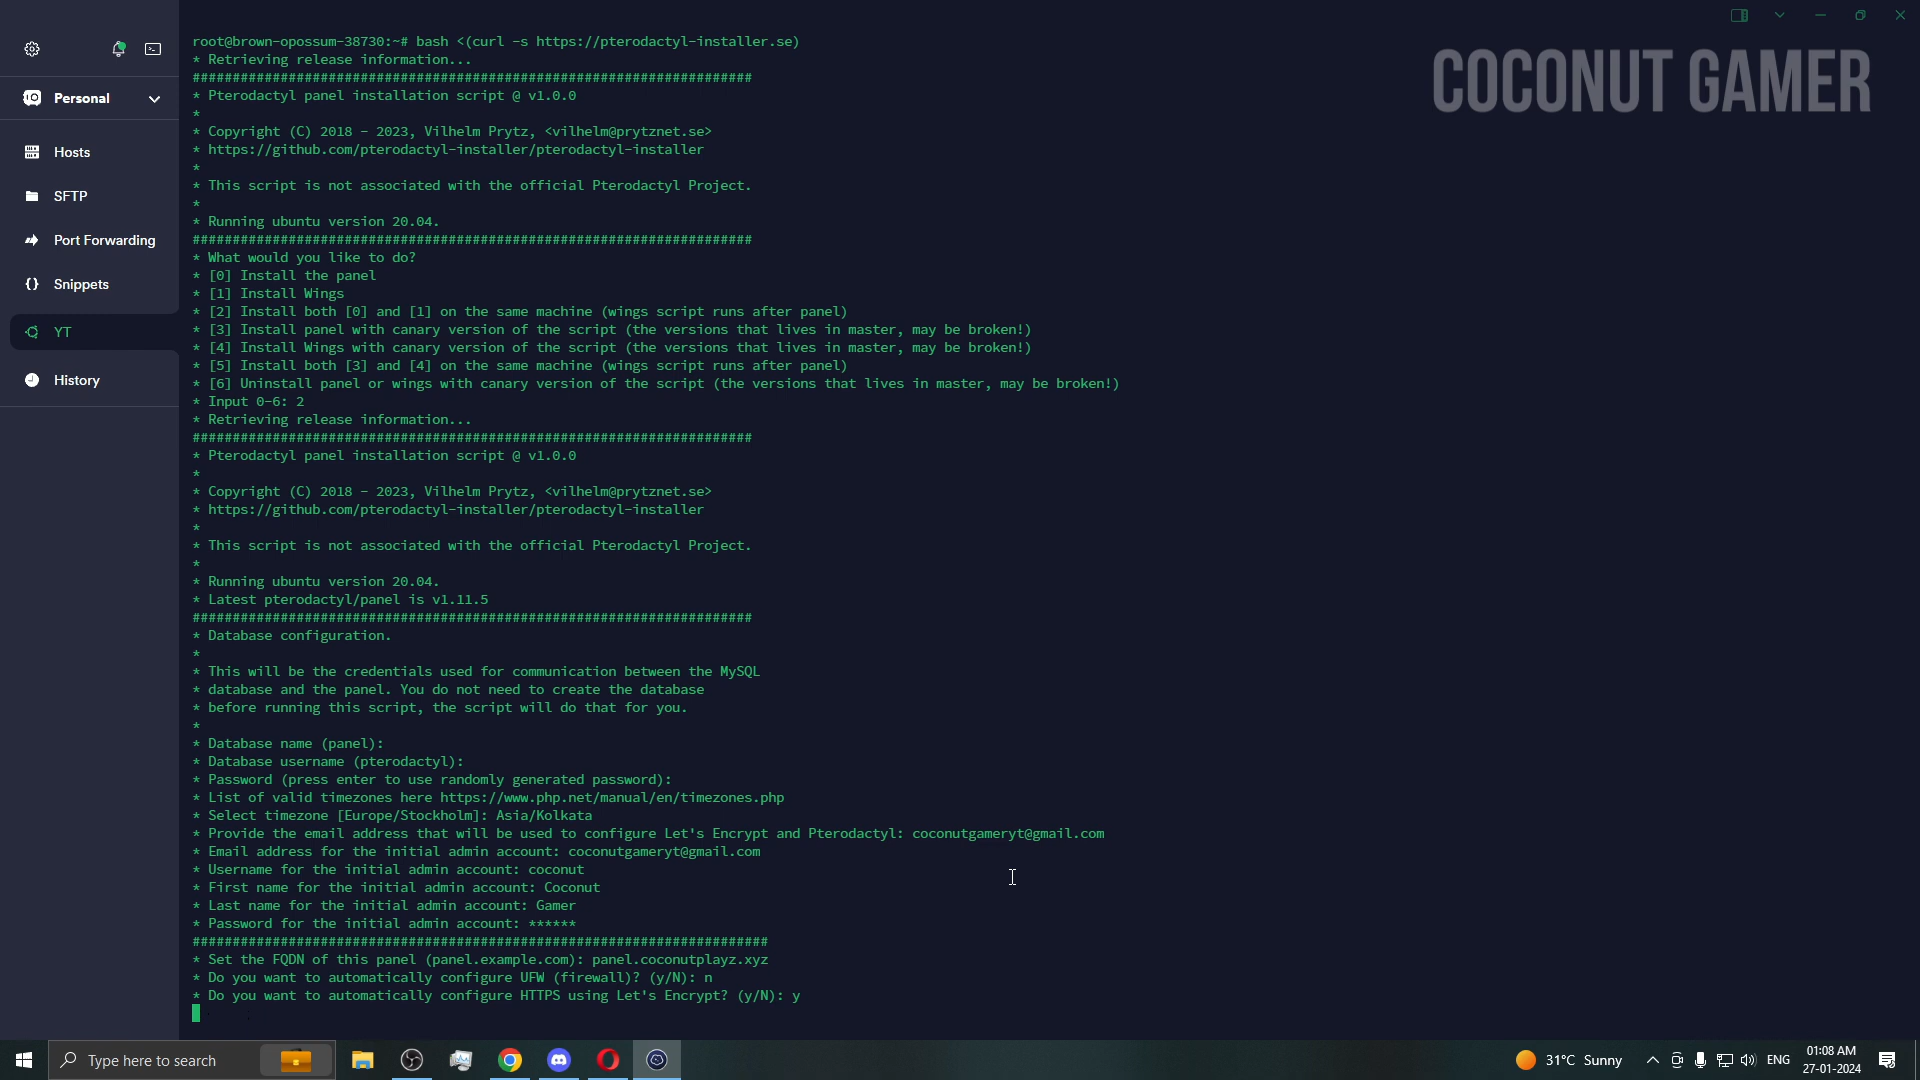 root@brown-opossum-38730:~# bash <(curl -s https://pterodactyl-installer.se)
COCONUT GAMER
* Retrieving release information...
######################################################################
* Pterodactyl panel installation script @ v1.0.0
*
* Copyright (C) 2018 - 2023, Vilhelm Prytz, <vilhelm@prytznet.se>
* https://github.com/pterodactyl-installer/pterodactyl-installer
*
* This script is not associated with the official Pterodactyl Project.
*
* Running ubuntu version 20.04.
######################################################################
* What would you like to do?
* [0] Install the panel
* [1] Install Wings
* [2] Install both [0] and [1] on the same machine (wings script runs after panel)
* [3] Install panel with canary version of the script (the versions that lives in master, may be broken!)
* [4] Install Wings with canary version of the script (the versions that lives in master, may be broken!)
* [5] Install both [3] and [4] on the same machine (wings script runs after panel)
* [6] Uninstall panel or wings with canary version of the script (the versions that lives in master, may be broken!)
* Input 0-6: 2
* Retrieving release information...
######################################################################
* Pterodactyl panel installation script @ v1.0.0
*
* Copyright (C) 2018 - 2023, Vilhelm Prytz, <vilhelm@prytznet.se>
* https://github.com/pterodactyl-installer/pterodactyl-installer
*
* This script is not associated with the official Pterodactyl Project.
*
* Running ubuntu version 20.04.
* Latest pterodactyl/panel is v1.11.5
######################################################################
* Database configuration.
*
* This will be the credentials used for communication between the MySQL
* database and the panel. You do not need to create the database
* before running this script, the script will do that for you.
*
* Database name (panel):
* Database username (pterodactyl):
* Password (press enter to use randomly generated password):
* List of valid timezones here https://www.php.net/manual/en/timezones.php
* Select timezone [Europe/Stockholm]: Asia/Kolkata
* Provide the email address that will be used to configure Let's Encrypt and Pterodactyl: coconutgameryt@gmail.com
* Email address for the initial admin account: coconutgameryt@gmail.com
* Username for the initial admin account: coconut
* First name for the initial admin account: Coconut
* Last name for the initial admin account: Gamer
* Password for the initial admin account: ******
########################################################################
* Set the FQDN of this panel (panel.example.com): panel.coconutplayz.xyz
* Do you want to automatically configure UFW (firewall)? (y/N): n
* Do you want to automatically configure HTTPS using Let's Encrypt? (y/N): y
Personal
Hosts
SFTP
Port Forwarding
Snippets
YT
History
Type here to search
31°C Sunny
ENG
01:08 AM
27-01-2024